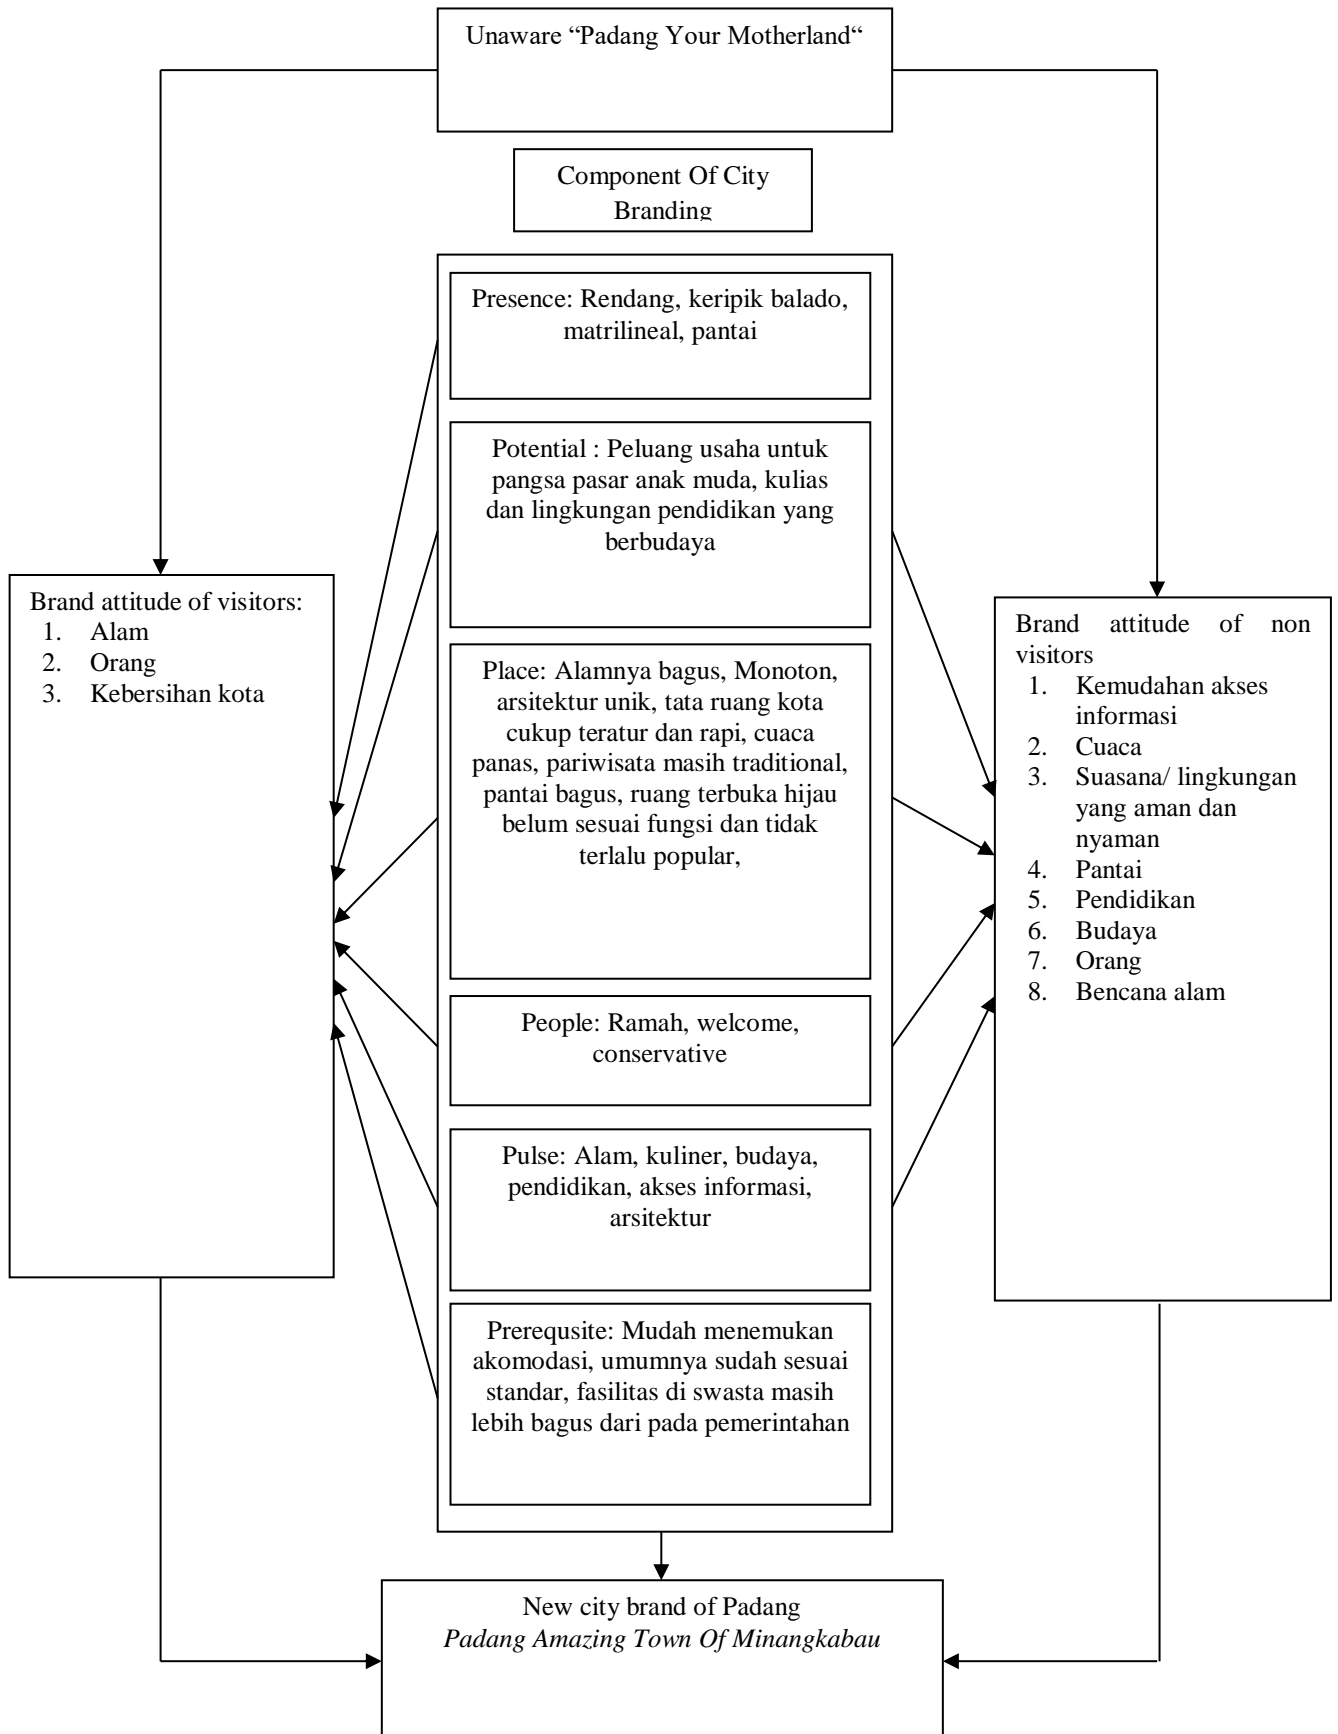 Unaware “Padang Your Motherland“
Component Of City
Branding
Presence: Rendang, keripik balado,
matrilineal, pantai
Potential : Peluang usaha untuk
pangsa pasar anak muda, kulias
dan lingkungan pendidikan yang
berbudaya
Brand attitude of visitors:
1. Alam
2. Orang
3. Kebersihan kota
Place: Alamnya bagus, Monoton,
arsitektur unik, tata ruang kota
cukup teratur dan rapi, cuaca
panas, pariwisata masih traditional,
pantai bagus, ruang terbuka hijau
belum sesuai fungsi dan tidak
terlalu popular,
Brand attitude of non
visitors
1. Kemudahan akses
informasi
2. Cuaca
3. Suasana/ lingkungan
yang aman dan
nyaman
4. Pantai
5. Pendidikan
6. Budaya
7. Orang
8. Bencana alam
People: Ramah, welcome,
conservative
Pulse: Alam, kuliner, budaya,
pendidikan, akses informasi,
arsitektur
Prerequsite: Mudah menemukan
akomodasi, umumnya sudah sesuai
standar, fasilitas di swasta masih
lebih bagus dari pada pemerintahan
New city brand of Padang
Padang Amazing Town Of Minangkabau